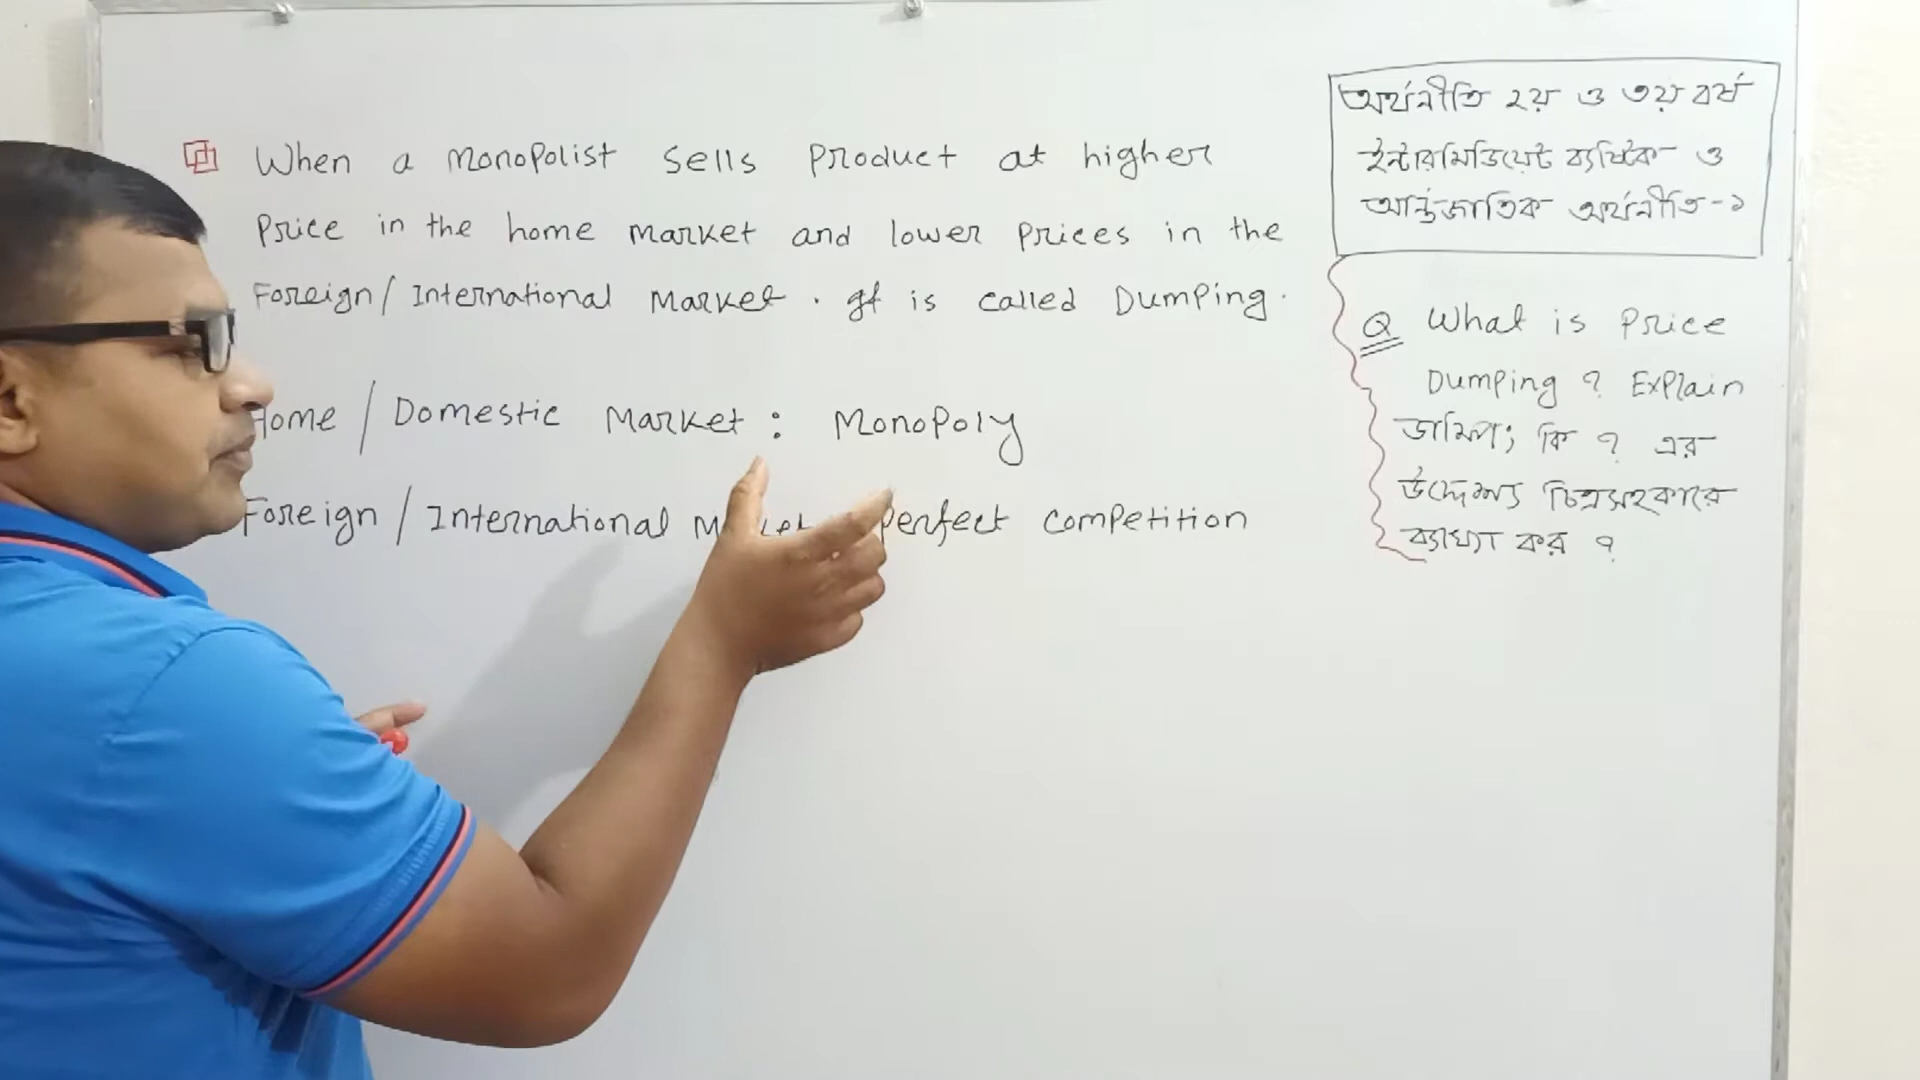 When a monopolist sells product at higher
Price in the home market and lower prices in the
Foreign/International Market. It is called Dumping.
Home / Domestic Market : Monopoly
Foreign / International Perfect competition
অর্থনীতি ২য় ও ৩য় বর্ষ
ইন্টারমিডিয়েট ব্যষ্টিক ও
আর্ন্তজাতিক অর্থনীতি-১
Q What is Price
Dumping ? Explain
ডাম্পিং কি ? এর
উদ্দেশ্য চিত্রসহকারে
ব্যাখ্যা কর ?